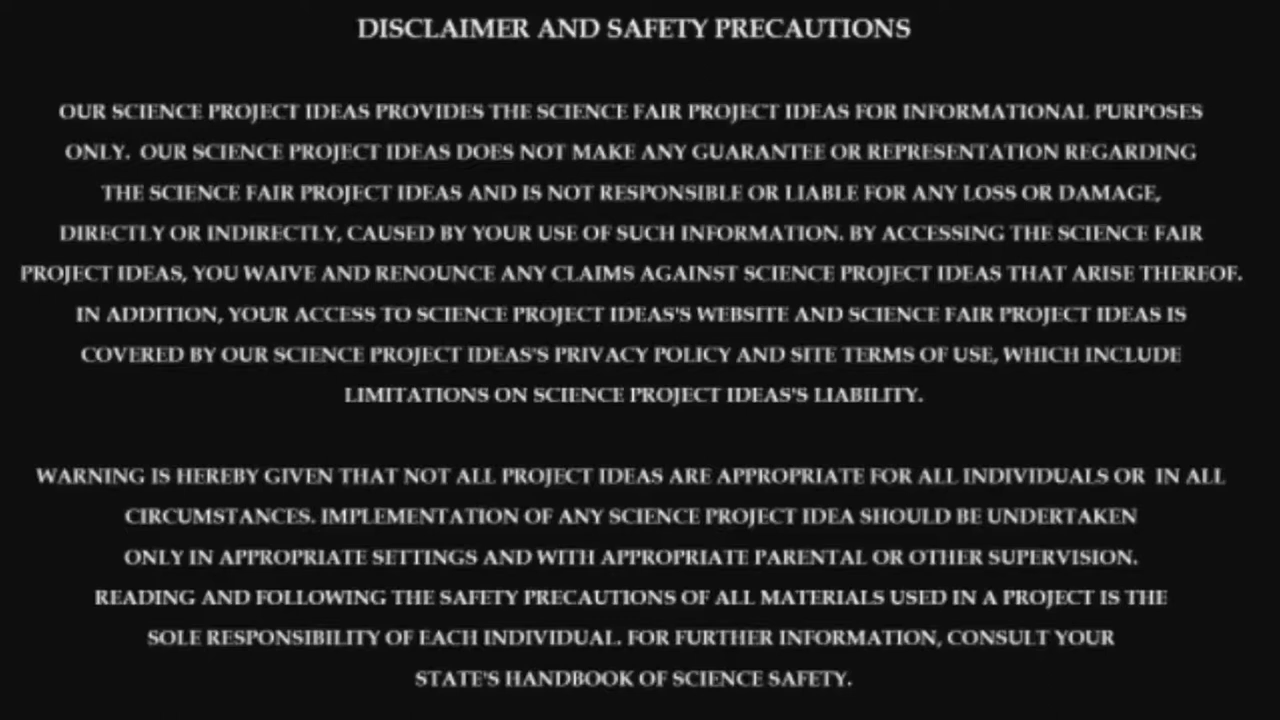 DISCLAIMER AND SAFETY PRECAUTIONS
OUR SCIENCE PROJECT IDEAS PROVIDES THE SCIENCE FAIR PROJECT IDEAS FOR INFORMATIONAL PURPOSES
ONLY. OUR SCIENCE PROJECT IDEAS DOES NOT MAKE ANY GUARANTEE OR REPRESENTATION REGARDING
THE SCIENCE FAIR PROJECT IDEAS AND IS NOT RESPONSIBLE OR LIABLE FOR ANY LOSS OR DAMAGE,
DIRECTLY OR INDIRECTLY, CAUSED BY YOUR USE OF SUCH INFORMATION. BY ACCESSING THE SCIENCE FAIR
PROJECT IDEAS, YOU WAIVE AND RENOUNCE ANY CLAIMS AGAINST SCIENCE PROJECT IDEAS THAT ARISE THEREOF.
IN ADDITION, YOUR ACCESS TO SCIENCE PROJECT IDEAS'S WEBSITE AND SCIENCE FAIR PROJECT IDEAS IS
COVERED BY OUR SCIENCE PROJECT IDEAS'S PRIVACY POLICY AND SITE TERMS OF USE, WHICH INCLUDE
LIMITATIONS ON SCIENCE PROJECT IDEAS'S LIABILITY.
WARNING IS HEREBY GIVEN THAT NOT ALL PROJECT IDEAS ARE APPROPRIATE FOR ALL INDIVIDUALS OR IN ALL
CIRCUMSTANCES. IMPLEMENTATION OF ANY SCIENCE PROJECT IDEA SHOULD BE UNDERTAKEN
ONLY IN APPROPRIATE SETTINGS AND WITH APPROPRIATE PARENTAL OR OTHER SUPERVISION.
READING AND FOLLOWING THE SAFETY PRECAUTIONS OF ALL MATERIALS USED IN A PROJECT IS THE
SOLE RESPONSIBILITY OF EACH INDIVIDUAL. FOR FURTHER INFORMATION, CONSULT YOUR
STATE'S HANDBOOK OF SCIENCE SAFETY.